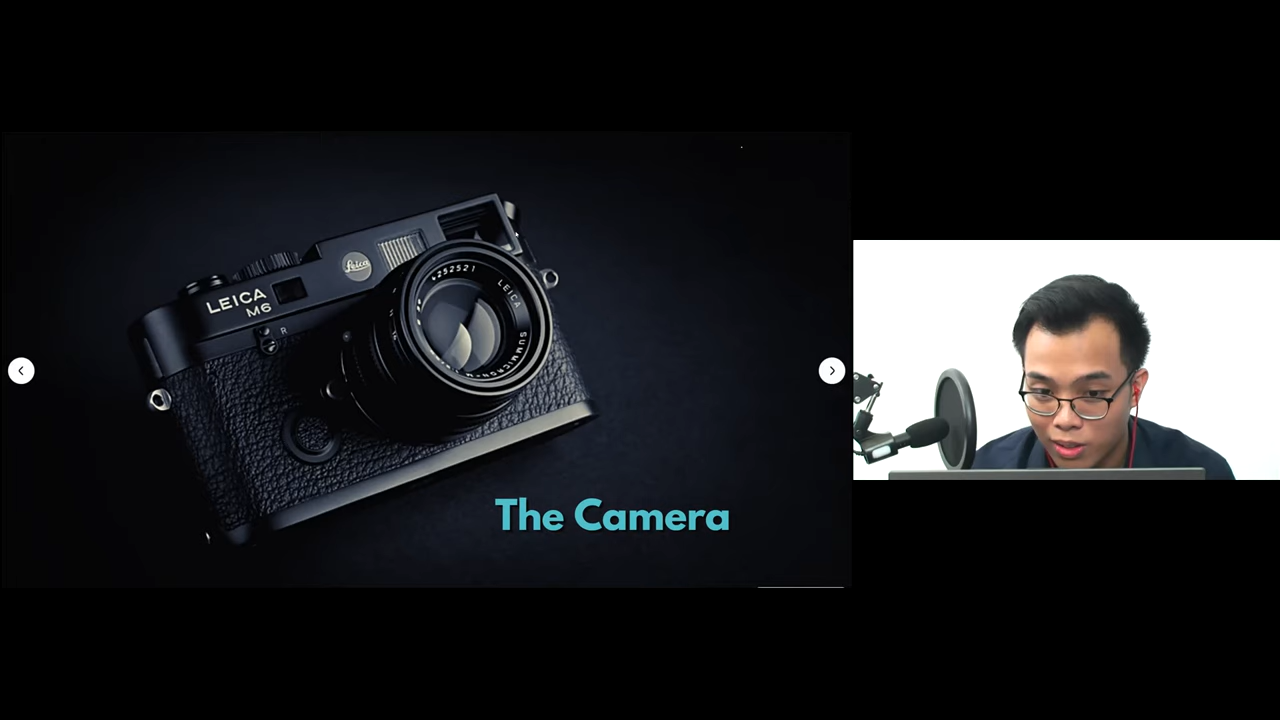 LEICA
M6
Leica
R
4252521
LEICA
SUMMICRON-M
The Camera